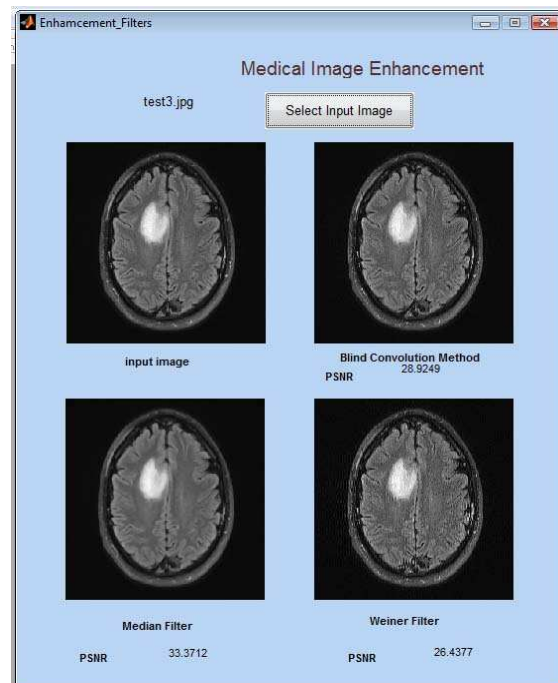 Enhamcement_Filters
Medical Image Enhancement
test3.jpg
Select Input Image
input image
Blind Convolution Method
PSNR 28.9249
Median Filter
PSNR 33.3712
Weiner Filter
PSNR 26.4377